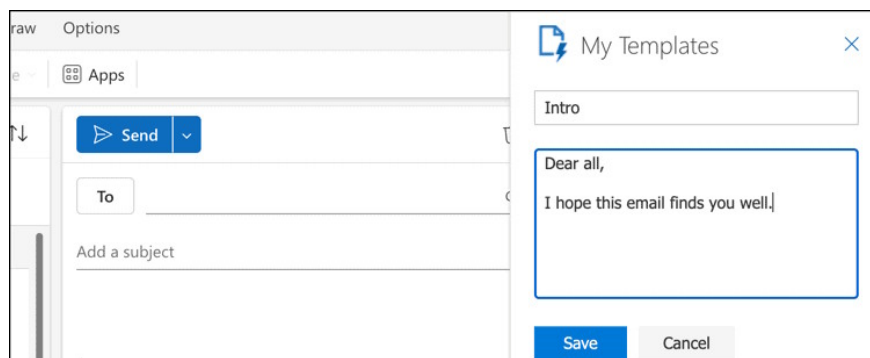 raw Options
Apps
Send
To
Add a subject
My Templates
Intro
Dear all,
I hope this email finds you well.
Save Cancel